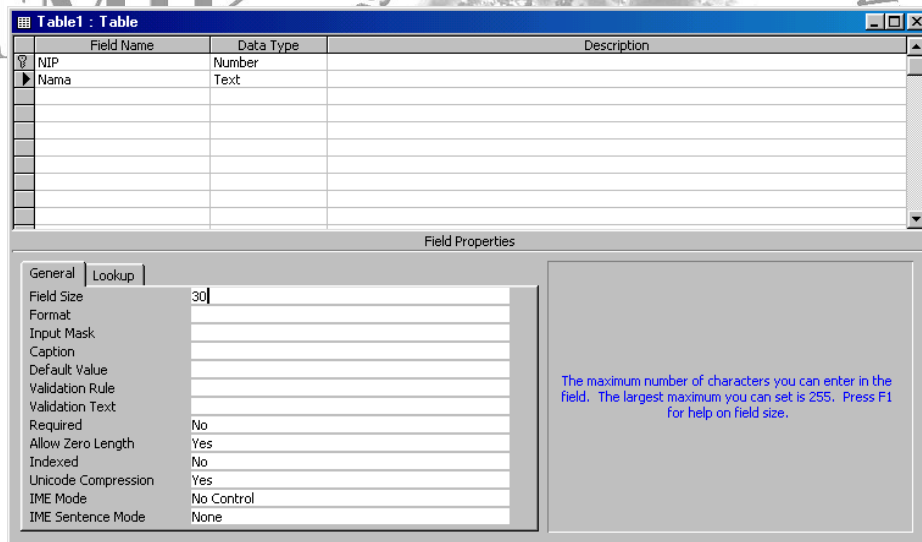 Table1 : Table
Field Name Data Type Description
NIP Number
Nama Text
Field Properties
General Lookup
Field Size 30
Format
Input Mask
Caption
Default Value
Validation Rule
Validation Text
Required No
Allow Zero Length Yes
Indexed No
Unicode Compression Yes
IME Mode No Control
IME Sentence Mode None
The maximum number of characters you can enter in the
field. The largest maximum you can set is 255. Press F1
for help on field size.